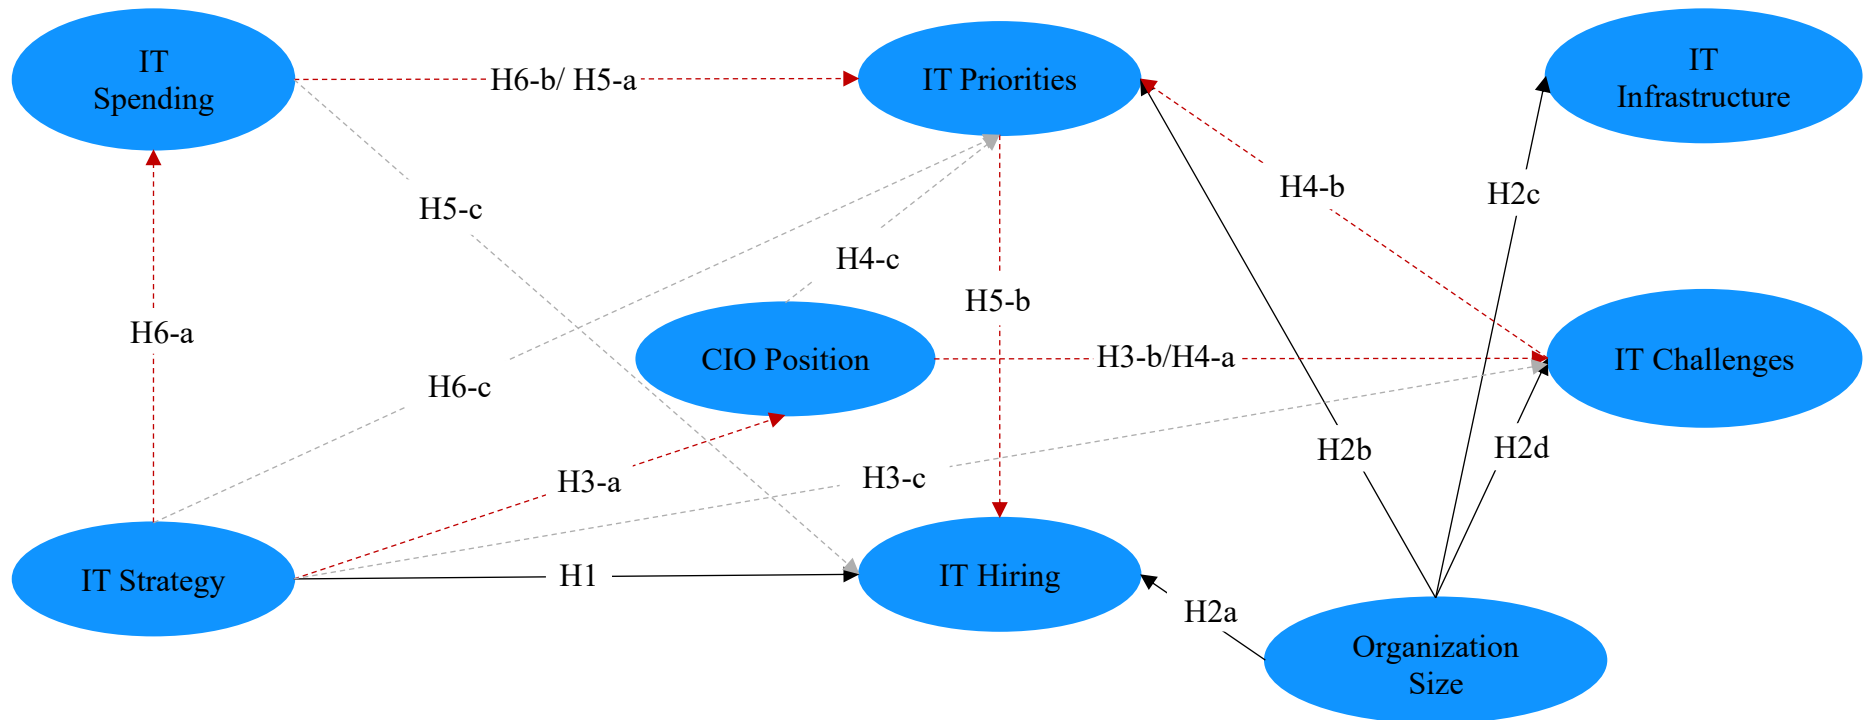 IT
Spending
H6-b/ H5-a
IT Priorities
IT
Infrastructure
H5-c
H4-b
H2c
H4-c
H5-b
H6-a
CIO Position
H3-b/H4-a
IT Challenges
H6-c
H2b
H2d
H3-a
H3-c
IT Strategy
H1
IT Hiring
H2a
Organization
Size